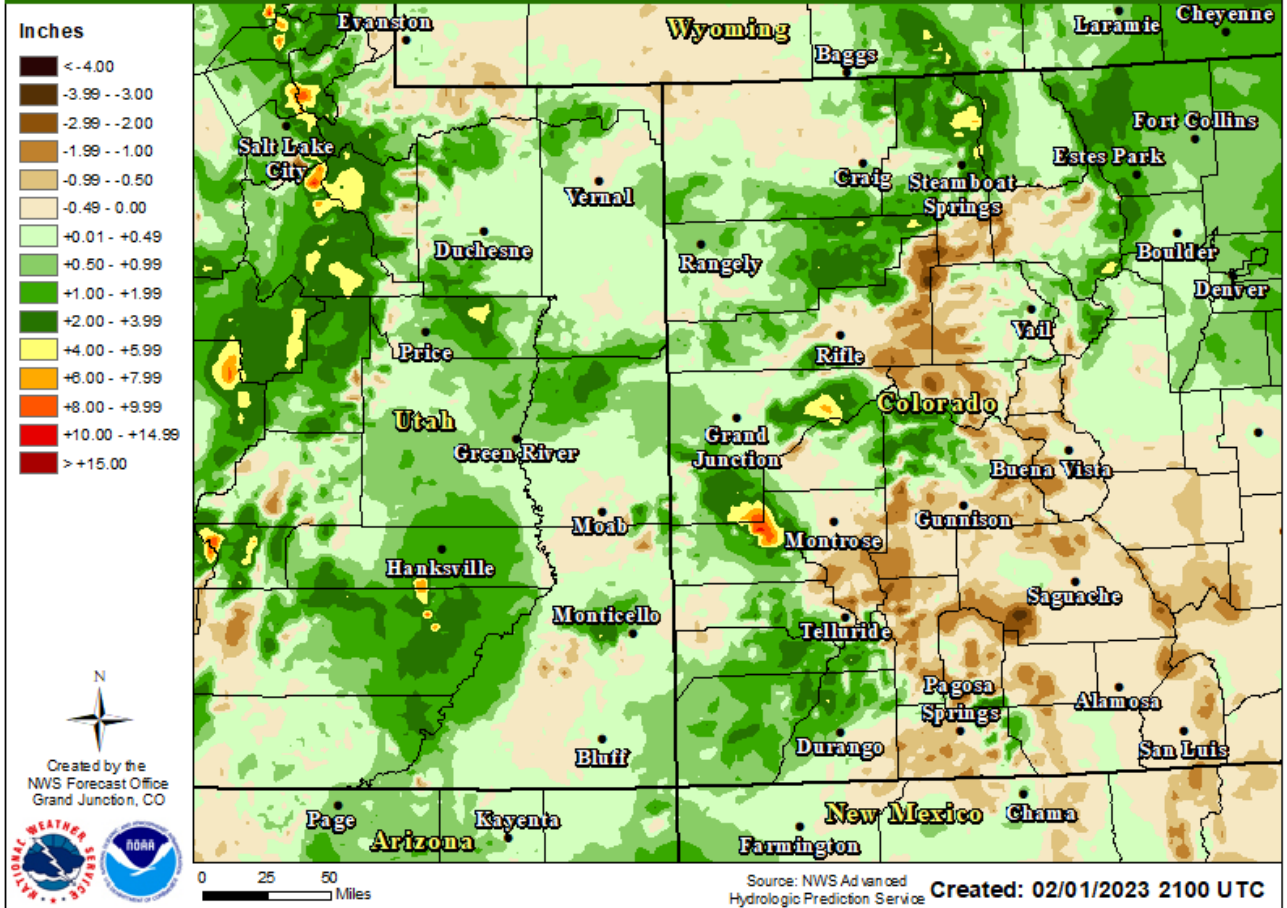 Inches
< -4.00
-3.99 - -3.00
-2.99 - -2.00
-1.99 - -1.00
-0.99 - -0.50
-0.49 - 0.00
+0.01 - +0.49
+0.50 - +0.99
+1.00 - +1.99
+2.00 - +3.99
+4.00 - +5.99
+6.00 - +7.99
+8.00 - +9.99
+10.00 - +14.99
> +15.00
Evanston
Wyoming
Laramie
Cheyenne
Baggs
Salt Lake
City
Fort Collins
Estes Park
Craig
Steamboat
Springs
Vernal
Duchesne
Rangely
Boulder
Denver
Vail
Price
Rifle
Utah
Colorado
Grand
Junction
Green River
Buena Vista
Moab
Gunnison
Montrose
Hanksville
Saguache
Monticello
Telluride
Pagosa
Springs
Alamosa
Bluff
Durango
San Luis
Page
Kayenta
Arizona
New Mexico
Chama
Farmington
N
Created by the
NWS Forecast Office
Grand Junction, CO
NATIONAL WEATHER SERVICE
NOAA
0 25 50
Miles
Source: NWS Advanced
Hydrologic Prediction Service
Created: 02/01/2023 2100 UTC